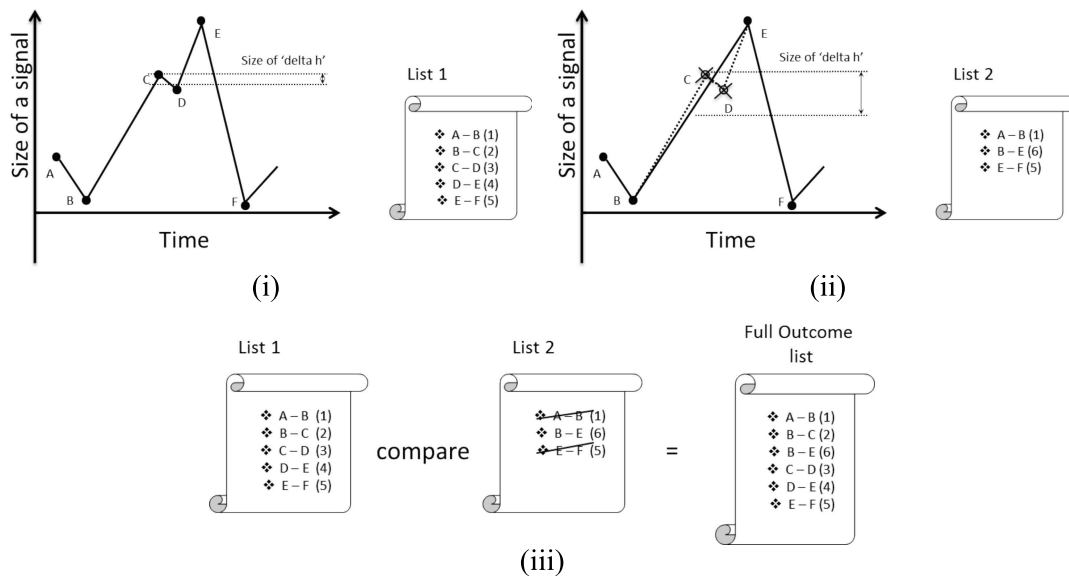 Size of a signal
A
B
C
D
E
F
Size of 'delta h'
Time
List 1
❖ A – B (1)
❖ B – C (2)
❖ C – D (3)
❖ D – E (4)
❖ E – F (5)
(i)
Size of a signal
A
B
C
D
E
F
Size of 'delta h'
Time
List 2
❖ A – B (1)
❖ B – E (6)
❖ E – F (5)
(ii)
List 1
❖ A – B (1)
❖ B – C (2)
❖ C – D (3)
❖ D – E (4)
❖ E – F (5)
compare
List 2
❖ A – B (1)
❖ B – E (6)
❖ E – F (5)
=
Full Outcome
list
❖ A – B (1)
❖ B – C (2)
❖ B – E (6)
❖ C – D (3)
❖ D – E (4)
❖ E – F (5)
(iii)